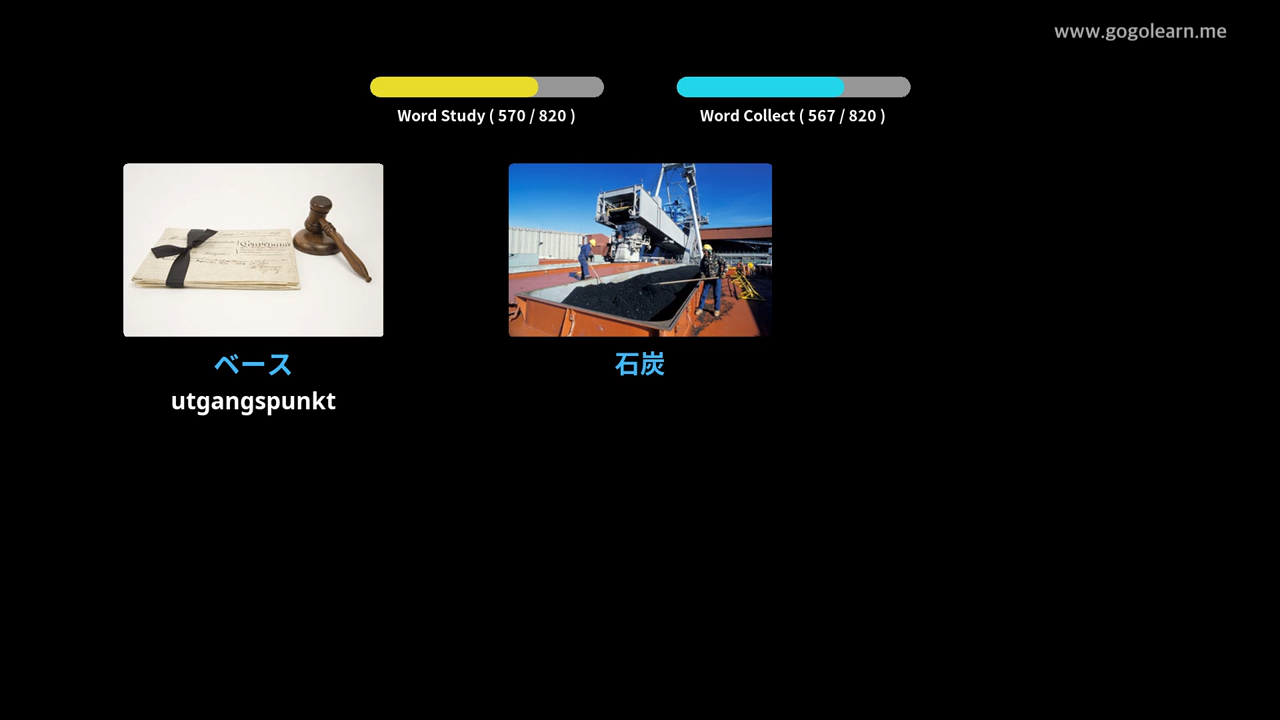 www.gogolearn.me
Word Study ( 570 / 820 )
Word Collect ( 567 / 820 )
ベース
石炭
utgangspunkt